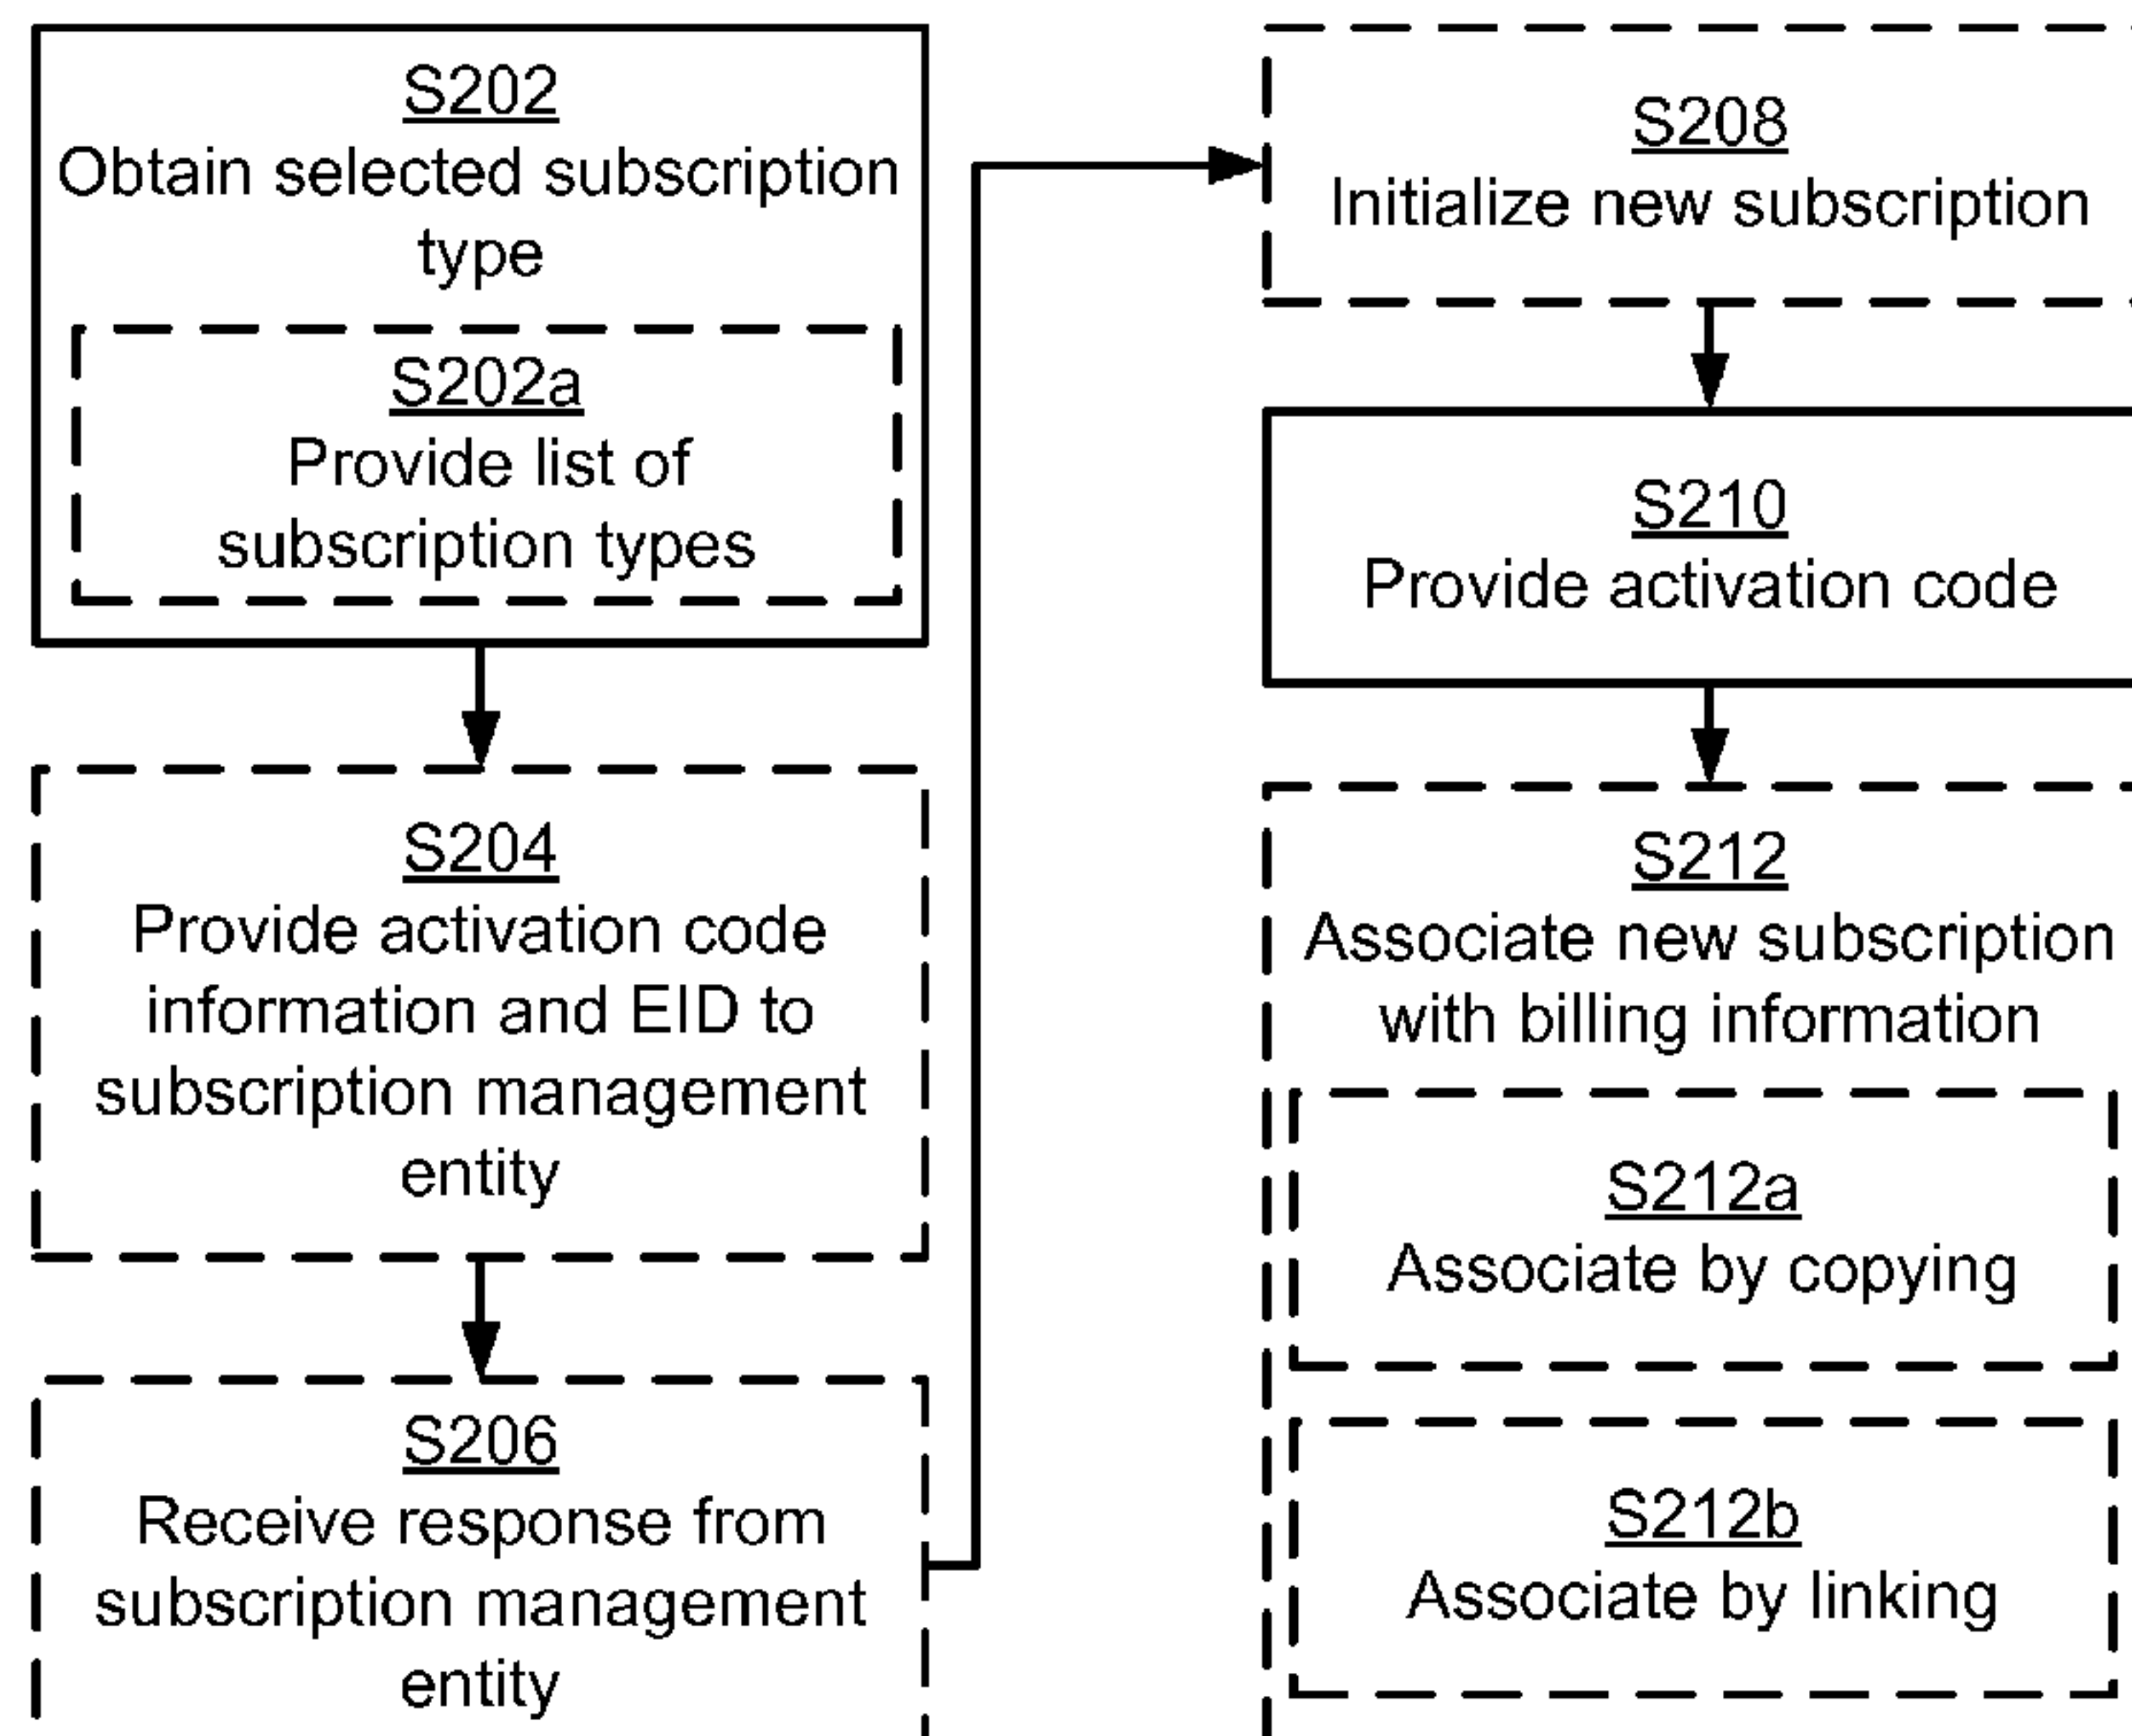 S202
Obtain selected subscription
type
S202a
Provide list of
subscription types
S204
Provide activation code
information and EID to
subscription management
entity
S206
Receive response from
subscription management
entity
S208
Initialize new subscription
S210
Provide activation code
S212
Associate new subscription
with billing information
S212a
Associate by copying
S212b
Associate by linking